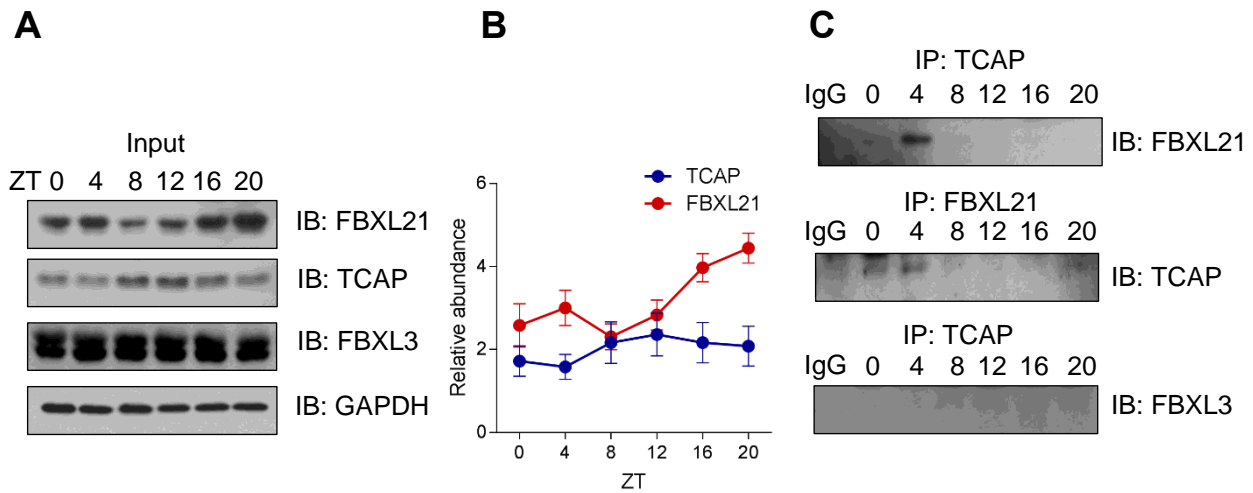 A
B
C
Input
ZT 0 4 8 12 16 20
IB: FBXL21
IB: TCAP
IB: FBXL3
IB: GAPDH
TCAP
FBXL21
Relative abundance
6
4
2
0
0 4 8 12 16 20
ZT
IP: TCAP
IgG 0 4 8 12 16 20
IB: FBXL21
IP: FBXL21
IgG 0 4 8 12 16 20
IB: TCAP
IP: TCAP
IgG 0 4 8 12 16 20
IB: FBXL3